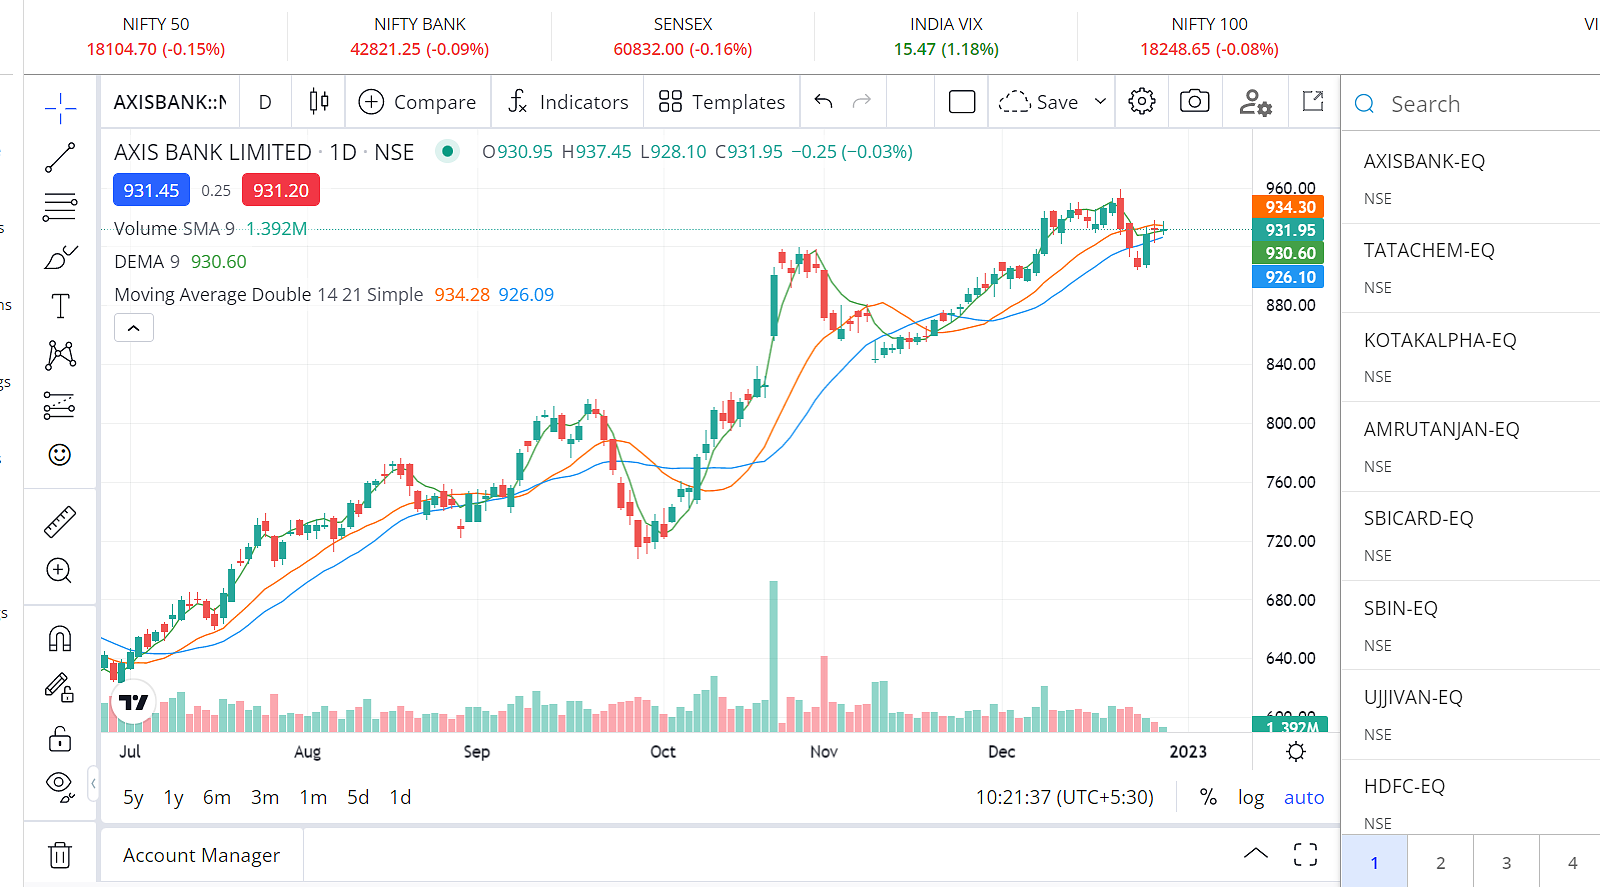 NIFTY 50
18104.70 (-0.15%)
NIFTY BANK
42821.25 (-0.09%)
SENSEX
60832.00 (-0.16%)
INDIA VIX
15.47 (1.18%)
NIFTY 100
18248.65 (-0.08%)
VI
AXISBANK::N
D
Compare
Indicators
Templates
Save
Search
AXIS BANK LIMITED · 1D · NSE
O930.95 H937.45 L928.10 C931.95 −0.25 (−0.03%)
931.45 0.25 931.20
Volume SMA 9 1.392M
DEMA 9 930.60
Moving Average Double 14 21 Simple 934.28 926.09
960.00
934.30
931.95
930.60
926.10
880.00
840.00
800.00
760.00
720.00
680.00
640.00
1.392M
Jul Aug Sep Oct Nov Dec 2023
5y 1y 6m 3m 1m 5d 1d
10:21:37 (UTC+5:30)
% log auto
Account Manager
AXISBANK-EQ
NSE
TATACHEM-EQ
NSE
KOTAKALPHA-EQ
NSE
AMRUTANJAN-EQ
NSE
SBICARD-EQ
NSE
SBIN-EQ
NSE
UJJIVAN-EQ
NSE
HDFC-EQ
NSE
1 2 3 4